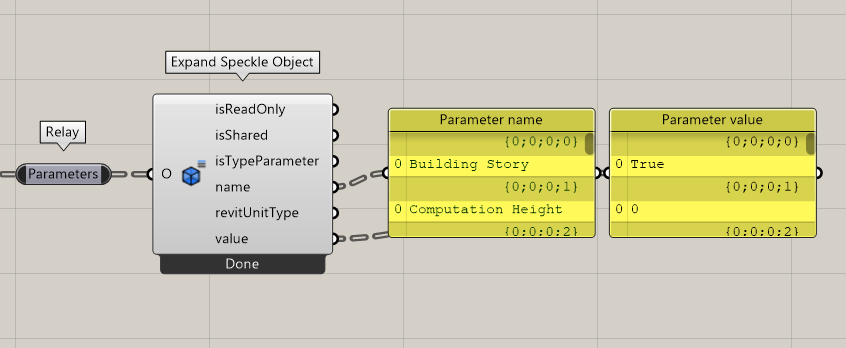 Expand Speckle Object
Relay
Parameters
O
isReadOnly
isShared
isTypeParameter
name
revitUnitType
value
Done
Parameter name
{0;0;0;0}
0 Building Story
{0;0;0;1}
0 Computation Height
{0;0;0;2}
Parameter value
{0;0;0;0}
0 True
{0;0;0;1}
0 0
{0;0;0;2}